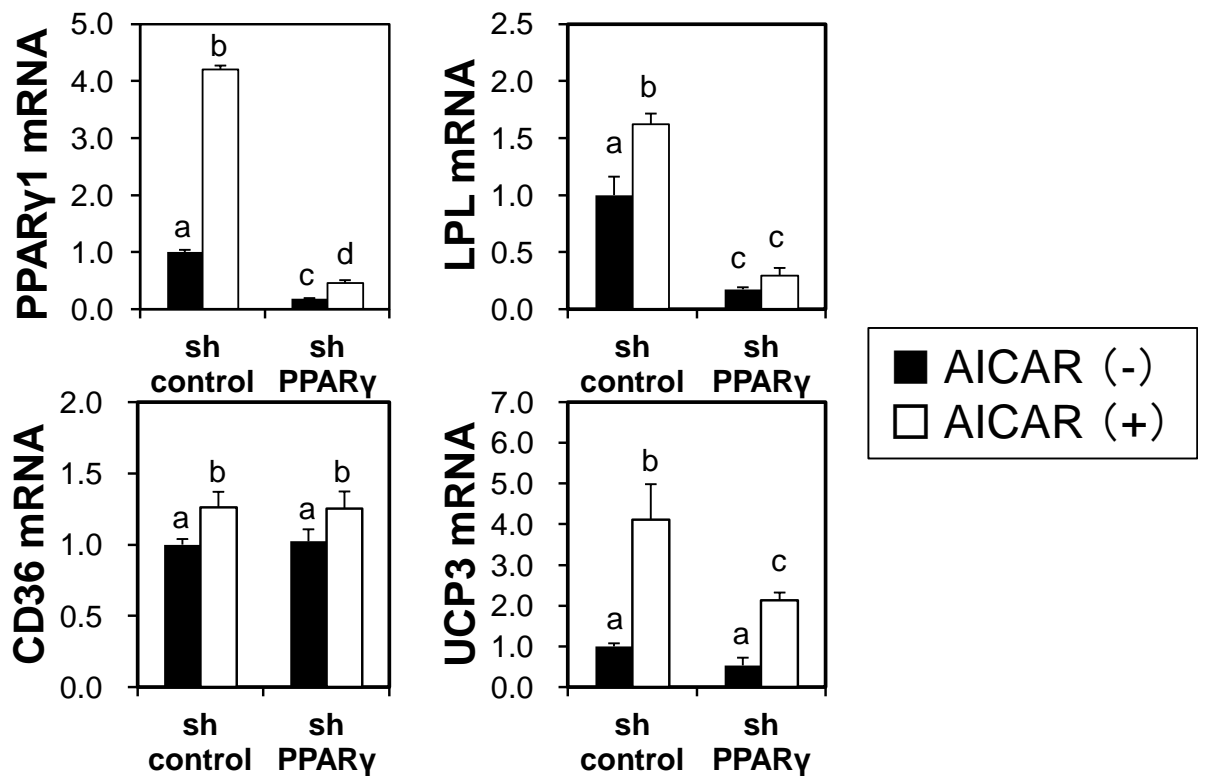 PPARγ1 mRNA
5.0
4.0
3.0
2.0
1.0
0.0
a
b
c
d
sh control
sh PPARγ
LPL mRNA
2.5
2.0
1.5
1.0
0.5
0.0
a
b
c
c
sh control
sh PPARγ
AICAR (-)
AICAR (+)
CD36 mRNA
2.0
1.5
1.0
0.5
0.0
a
b
a
b
sh control
sh PPARγ
UCP3 mRNA
7.0
6.0
5.0
4.0
3.0
2.0
1.0
0.0
a
b
a
c
sh control
sh PPARγ